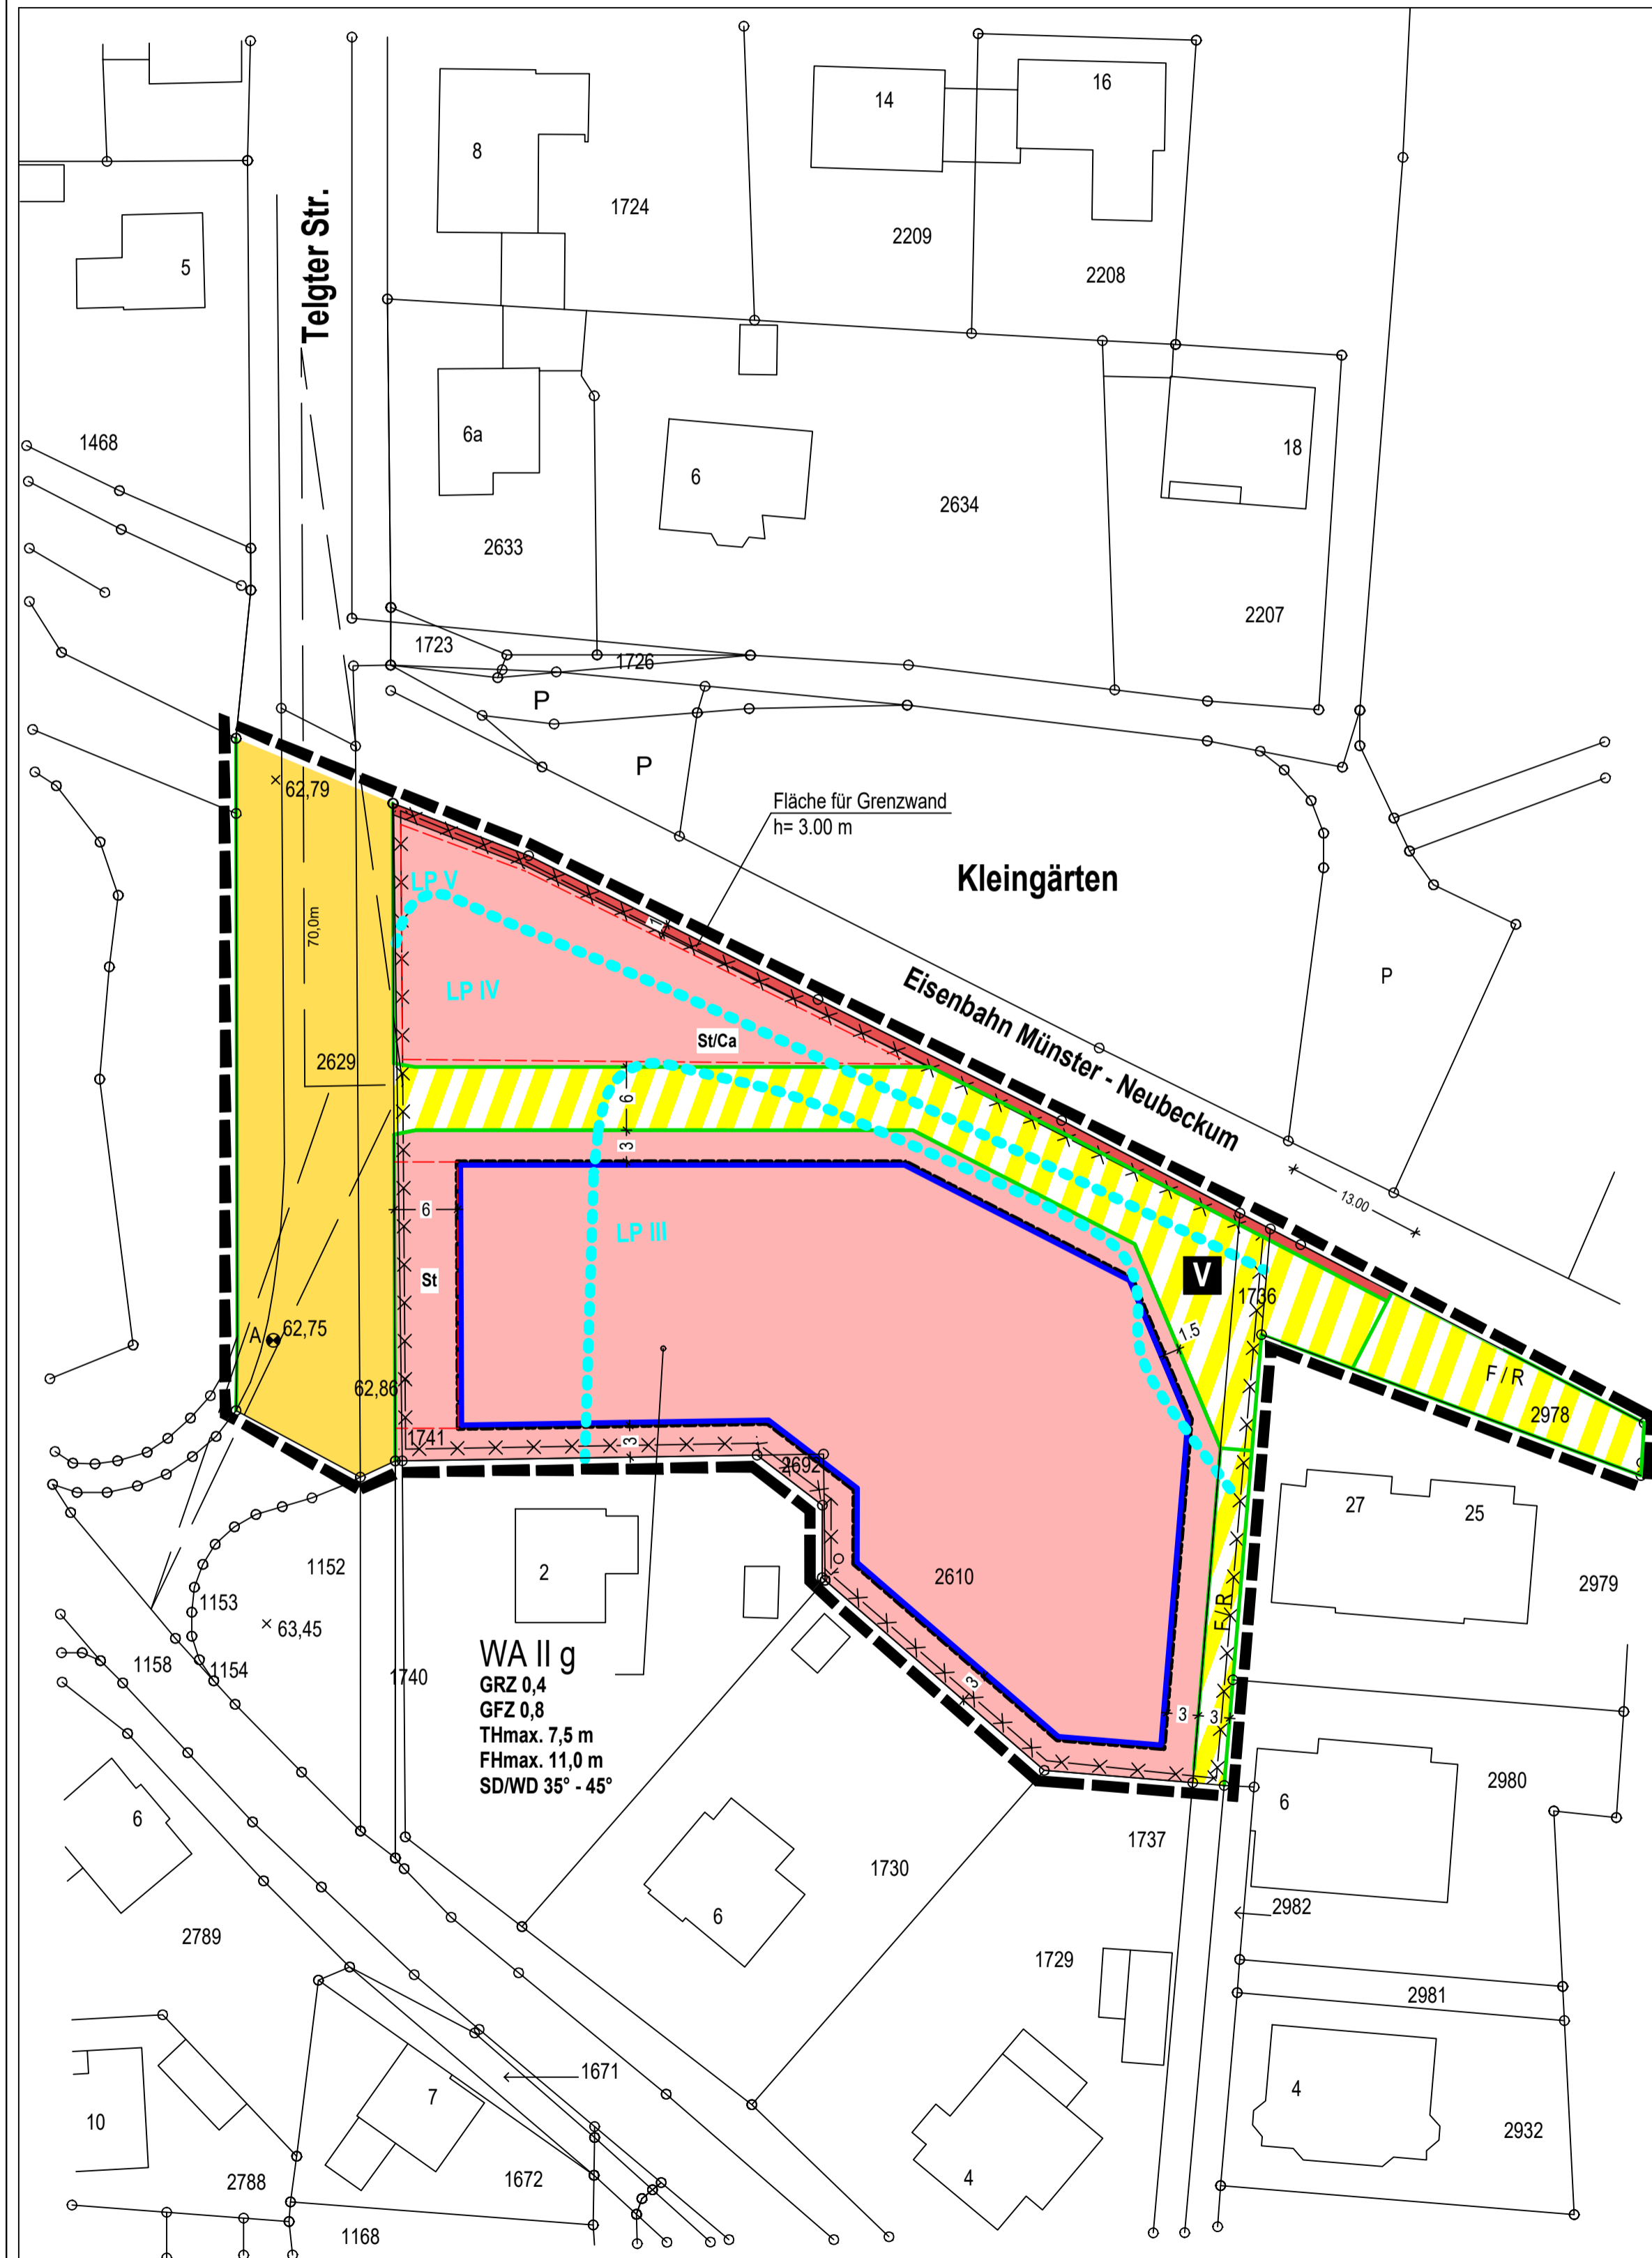 8
1724
14
16
2209
2208
Telgter Str.
5
6a
6
18
2634
1468
2633
2207
1723
1726
P
P
62,79
Fläche für Grenzwand
h= 3.00 m
Kleingärten
LP V
1
70,0m
P
LP IV
Eisenbahn Münster - Neubeckum
St/Ca
2629
6
3
13.00
6
LP III
St
V
1736
A
62,75
1.5
62,86
F / R
2978
1741
3
2692
27
25
2
1152
2610
2979
1153
F/R
63,45
1158
1154
1740
WA II g
GRZ 0,4
GFZ 0,8
THmax. 7,5 m
FHmax. 11,0 m
SD/WD 35° - 45°
3
3
3
2980
6
6
1737
1730
6
2982
2789
1729
2981
1671
7
4
10
2932
2788
1672
4
1168